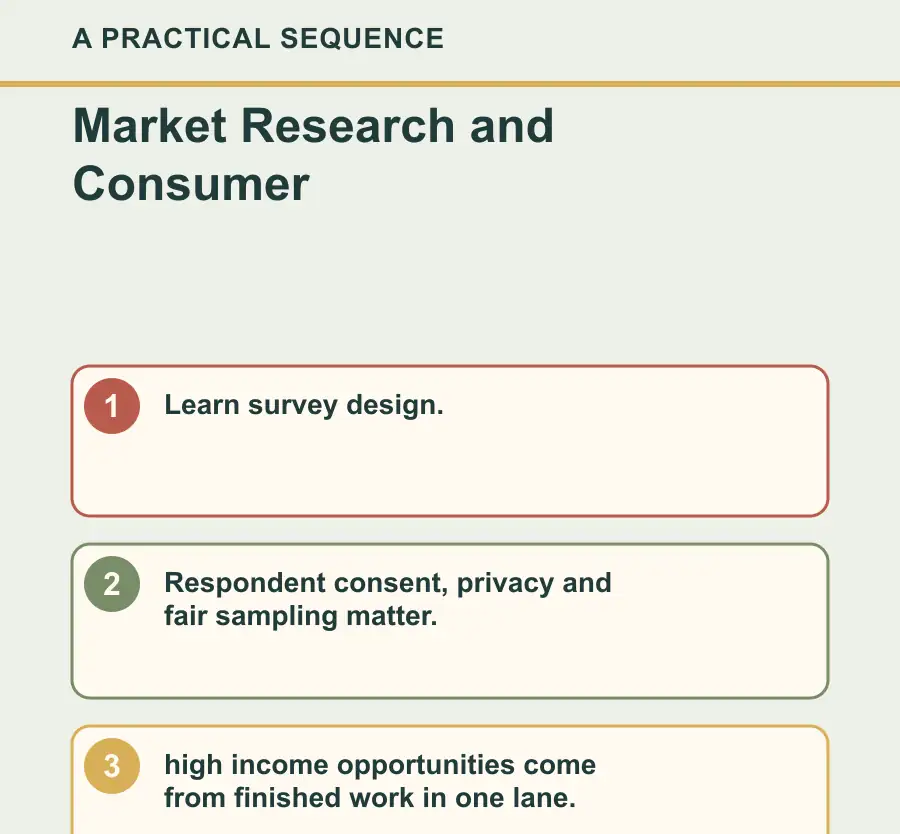 A PRACTICAL SEQUENCE
Market Research and
Consumer
1
Learn survey design.
2
Respondent consent, privacy and
fair sampling matter.
3
high income opportunities come
from finished work in one lane.